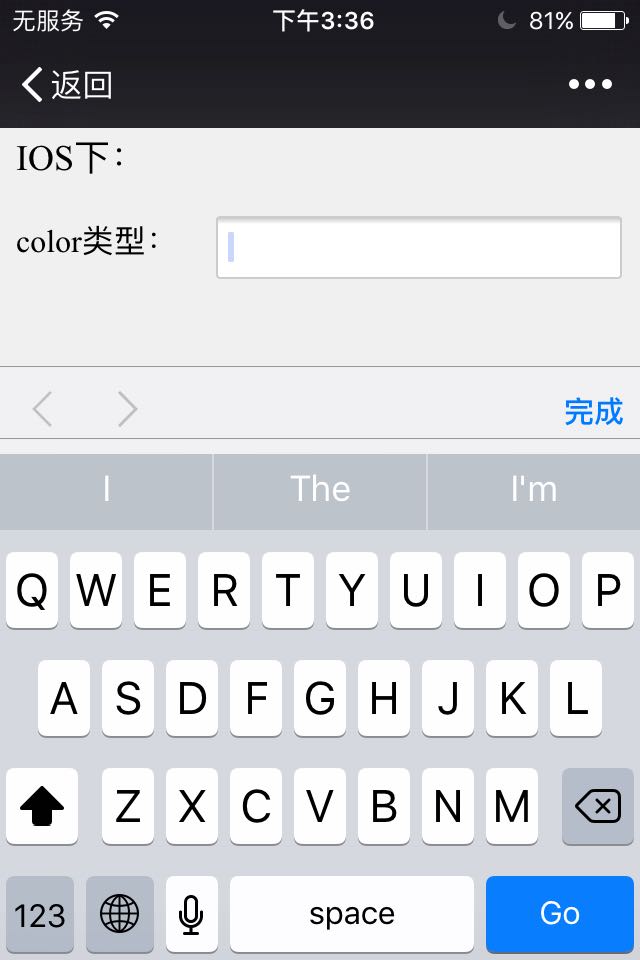 无服务 下午3:36 81%
返回
IOS下：
color类型：
完成
I The I'm
Q W E R T Y U I O P
A S D F G H J K L
Z X C V B N M
123 space Go